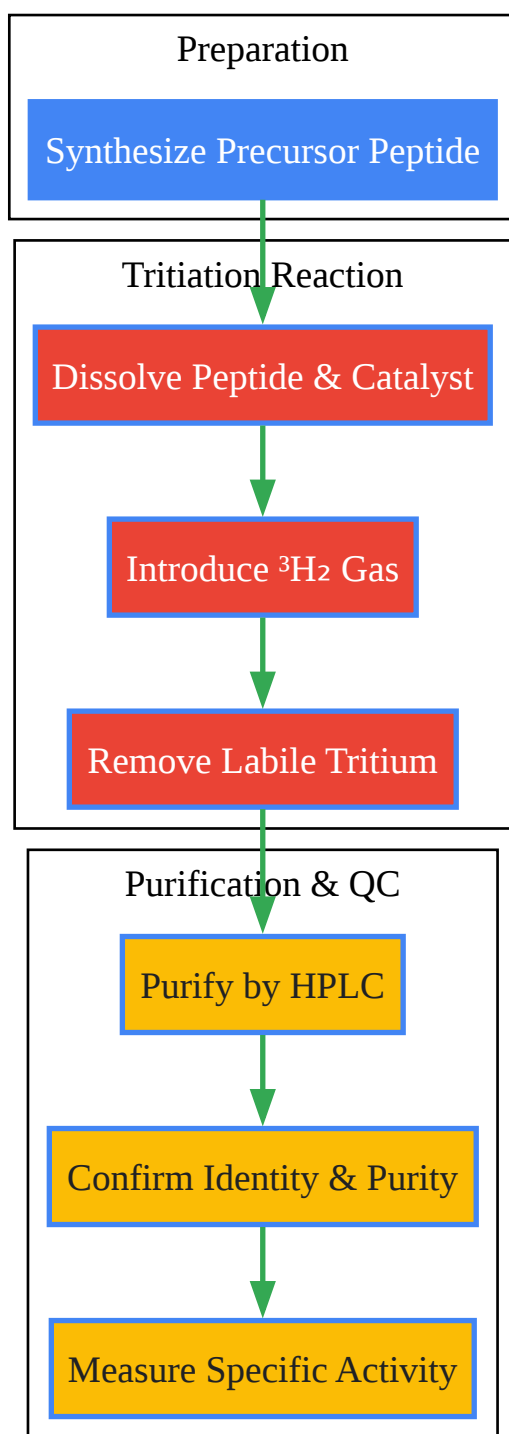 Preparation
Synthesize Precursor Peptide
Tritiation Reaction
Dissolve Peptide & Catalyst
Introduce ³H₂ Gas
Remove Labile Tritium
Purification & QC
Purify by HPLC
Confirm Identity & Purity
Measure Specific Activity